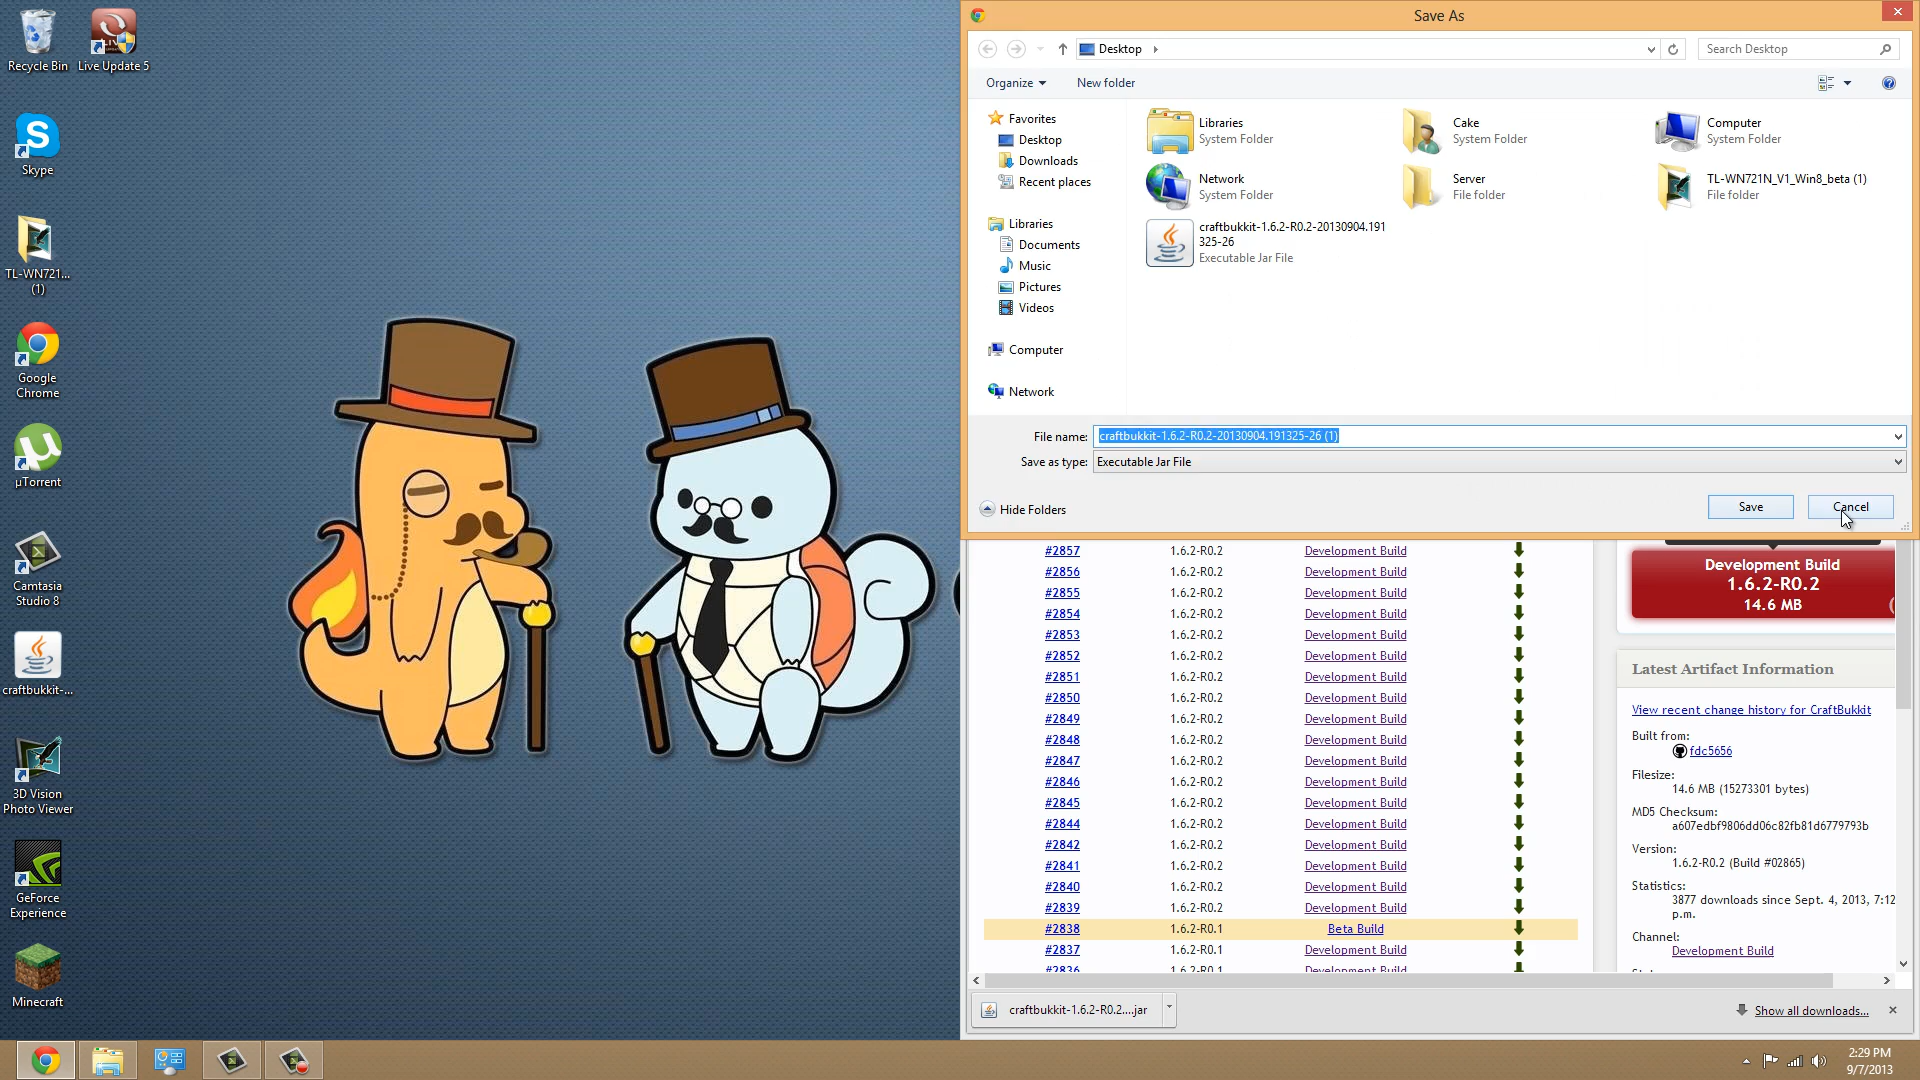 Recycle Bin
Live Update 5
Skype
TL-WN721...
(1)
Google
Chrome
µTorrent
Camtasia
Studio 8
craftbukkit-...
3D Vision
Photo Viewer
GeForce
Experience
Minecraft
Save As
Desktop
Search Desktop
Organize
New folder
Favorites
Desktop
Downloads
Recent places
Libraries
Documents
Music
Pictures
Videos
Computer
Network
Libraries
System Folder
Cake
System Folder
Computer
System Folder
Network
System Folder
Server
File folder
TL-WN721N_V1_Win8_beta (1)
File folder
craftbukkit-1.6.2-R0.2-20130904.191
325-26
Executable Jar File
File name: craftbukkit-1.6.2-R0.2-20130904.191325-26 (1)
Save as type: Executable Jar File
Hide Folders
Save
Cancel
#2857 1.6.2-R0.2 Development Build
#2856 1.6.2-R0.2 Development Build
#2855 1.6.2-R0.2 Development Build
#2854 1.6.2-R0.2 Development Build
#2853 1.6.2-R0.2 Development Build
#2852 1.6.2-R0.2 Development Build
#2851 1.6.2-R0.2 Development Build
#2850 1.6.2-R0.2 Development Build
#2849 1.6.2-R0.2 Development Build
#2848 1.6.2-R0.2 Development Build
#2847 1.6.2-R0.2 Development Build
#2846 1.6.2-R0.2 Development Build
#2845 1.6.2-R0.2 Development Build
#2844 1.6.2-R0.2 Development Build
#2842 1.6.2-R0.2 Development Build
#2841 1.6.2-R0.2 Development Build
#2840 1.6.2-R0.2 Development Build
#2839 1.6.2-R0.2 Development Build
#2838 1.6.2-R0.1 Beta Build
#2837 1.6.2-R0.1 Development Build
#2836 1.6.2-R0.1 Development Build
Development Build
1.6.2-R0.2
14.6 MB
Latest Artifact Information
View recent change history for CraftBukkit
Built from:
fdc5656
Filesize:
14.6 MB (15273301 bytes)
MD5 Checksum:
a607edbf9806dd06c82fb81d6779793b
Version:
1.6.2-R0.2 (Build #02865)
Statistics:
3877 downloads since Sept. 4, 2013, 7:12
p.m.
Channel:
Development Build
craftbukkit-1.6.2-R0.2....jar
Show all downloads...
2:29 PM
9/7/2013